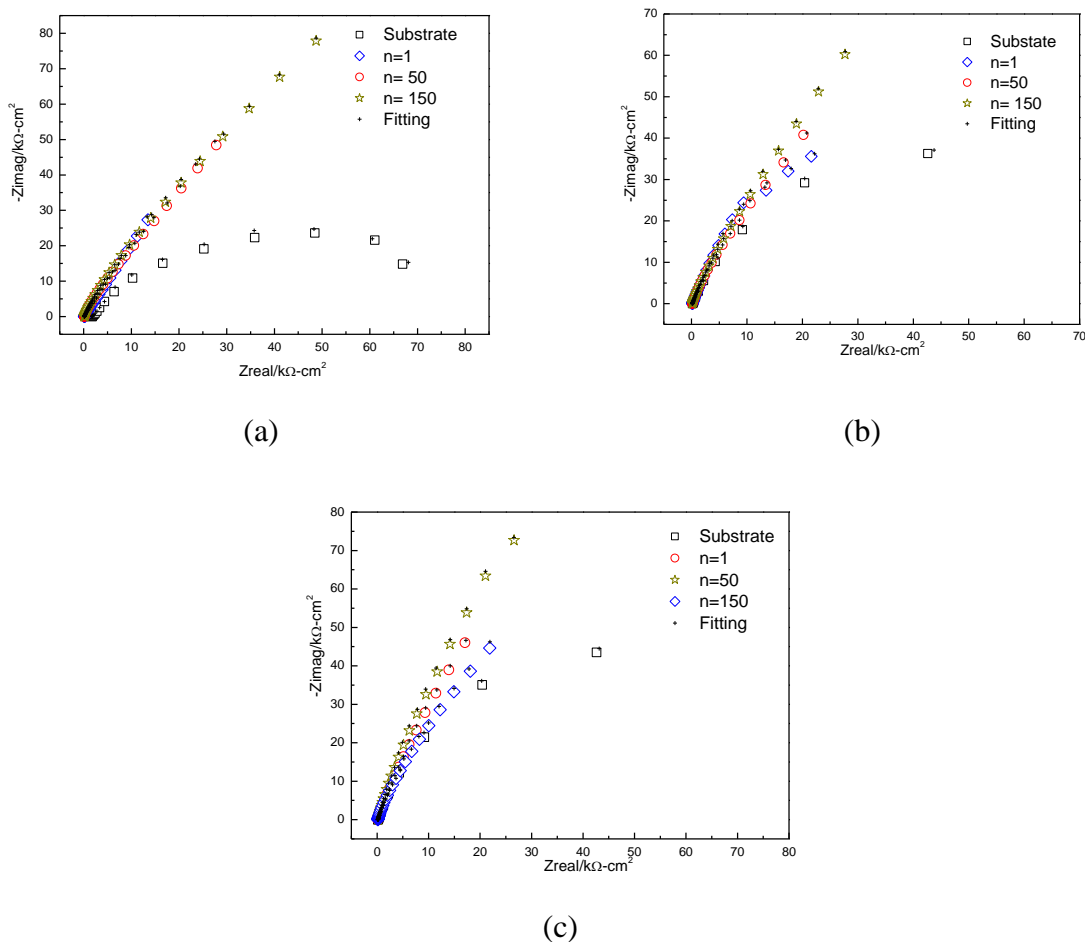 80
70
60
50
40
30
20
10
0
-Zimag/kΩ-cm²
Substrate
n=1
n= 50
n= 150
Fitting
0 10 20 30 40 50 60 70 80
Zreal/kΩ-cm²
(a)
70
60
50
40
30
20
10
0
-Zimag/kΩ-cm²
Substate
n=1
n=50
n= 150
Fitting
0 10 20 30 40 50 60 70
Zreal/kΩ-cm²
(b)
80
70
60
50
40
30
20
10
0
-Zimag/kΩ-cm²
Substrate
n=1
n=50
n=150
Fitting
0 10 20 30 40 50 60 70 80
Zreal/kΩ-cm²
(c)